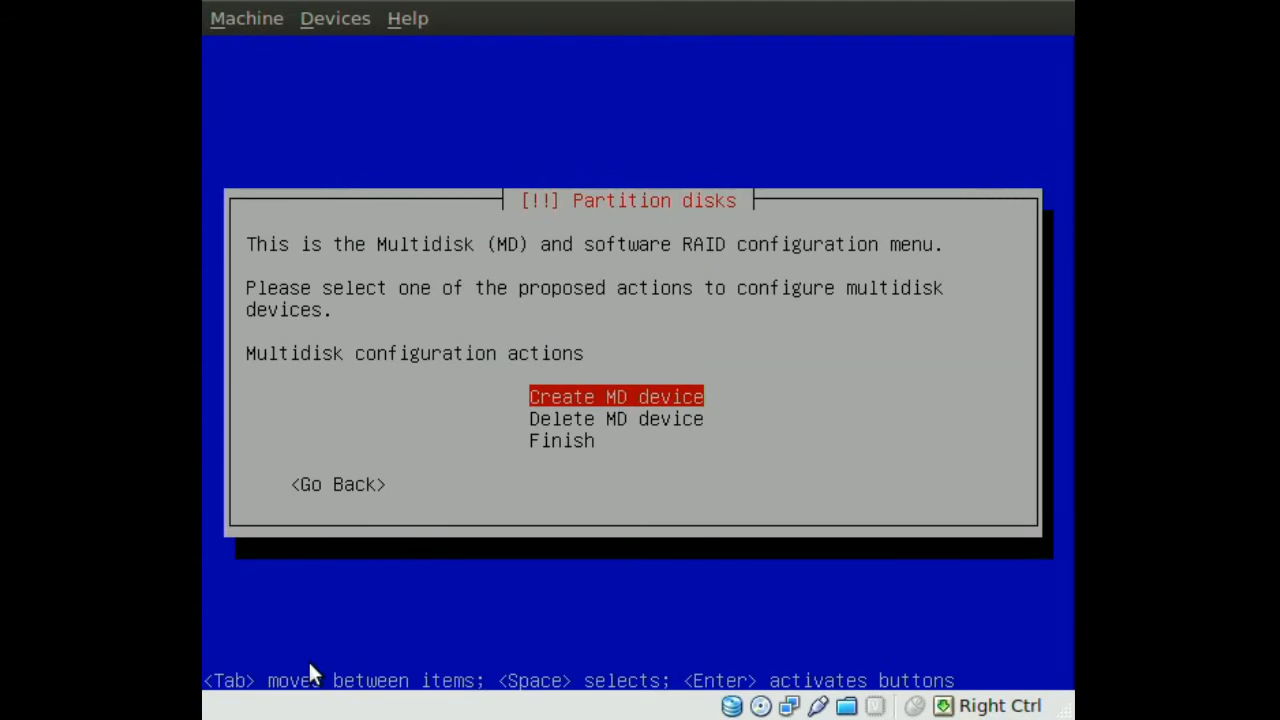 Machine Devices Help
[!!] Partition disks
This is the Multidisk (MD) and software RAID configuration menu.
Please select one of the proposed actions to configure multidisk
devices.
Multidisk configuration actions
Create MD device
Delete MD device
Finish
<Go Back>
<Tab> moves between items; <Space> selects; <Enter> activates buttons
Right Ctrl